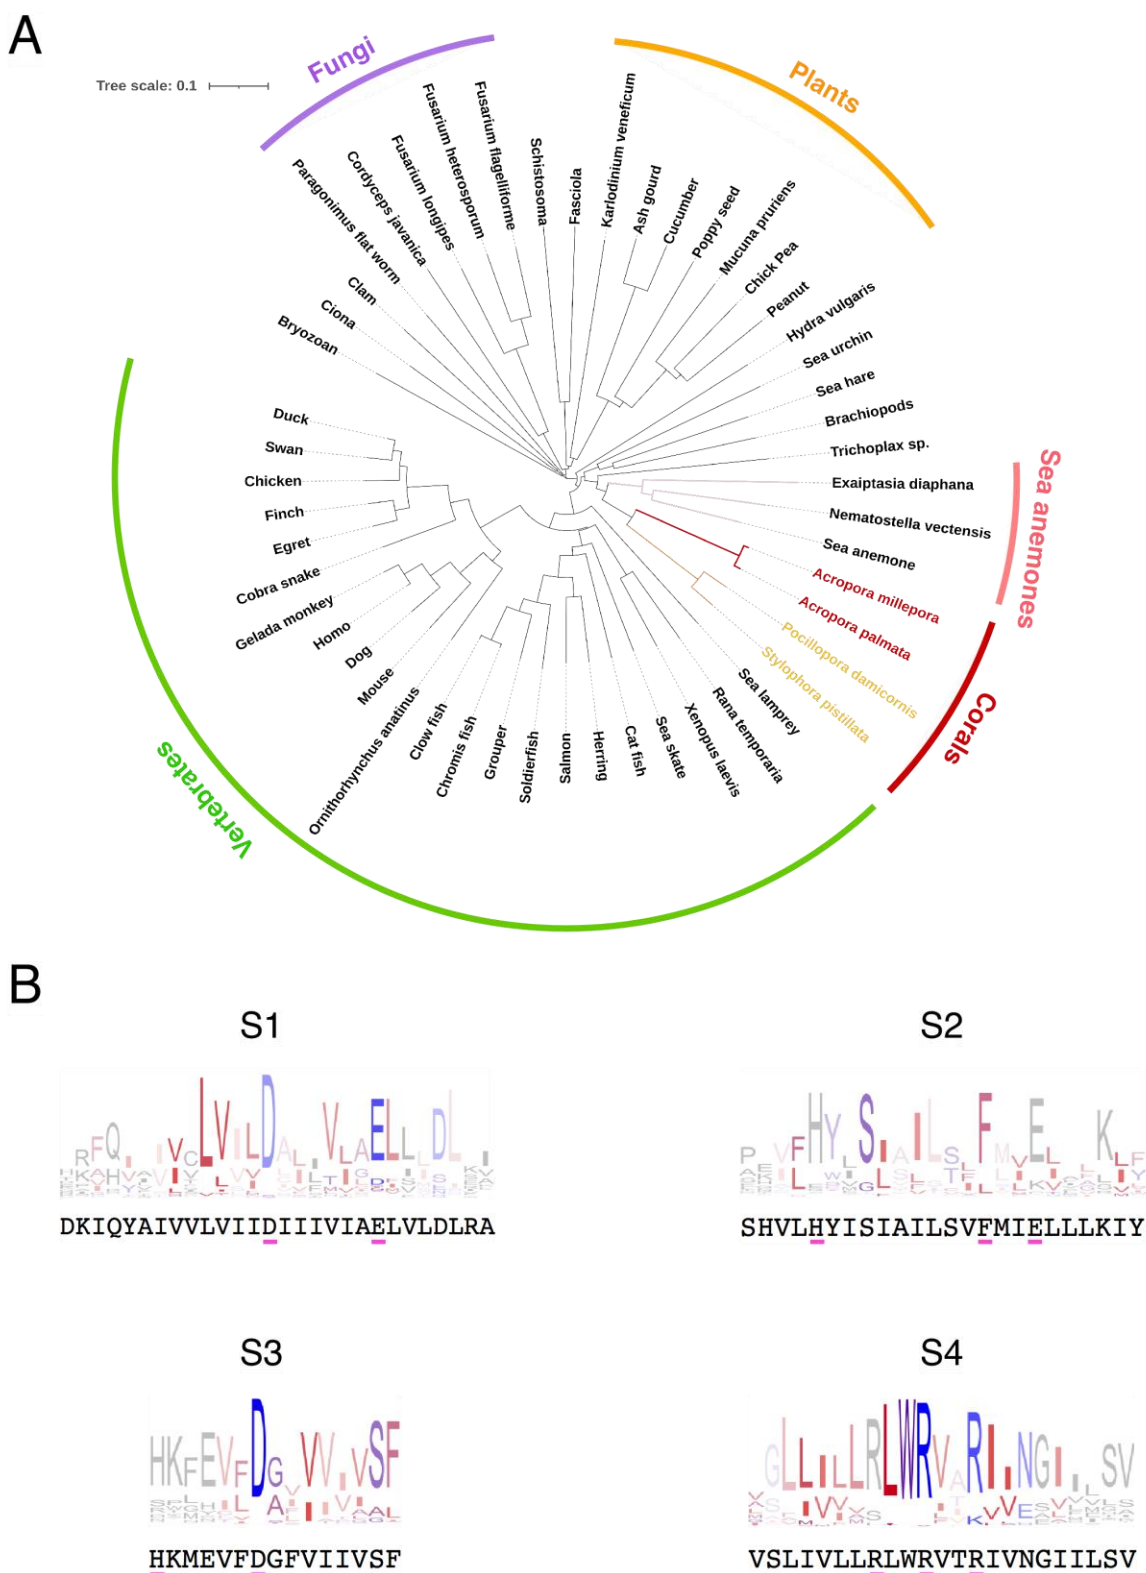 A
Fungi
Plants
Tree scale: 0.1
Paragonimus flat worm
Cordyceps javanica
Fusarium longipes
Fusarium heterosporum
Fusarium flagelliforme
Schistosoma
Fasciola
Karlodinium veneficum
Ash gourd
Cucumber
Poppy seed
Mucuna pruriens
Chick Pea
Peanut
Hydra vulgaris
Sea urchin
Sea hare
Brachiopods
Trichoplax sp.
Exaiptasia diaphana
Nematostella vectensis
Sea anemone
Sea anemones
Acropora millepora
Acropora palmata
Pocillopora damicornis
Stylophora pistillata
Corals
Sea lamprey
Rana temporaria
Xenopus laevis
Sea skate
Cat fish
Herring
Salmon
Soldierfish
Grouper
Chromis fish
Clow fish
Ornithorhynchus anatinus
Mouse
Dog
Homo
Gelada monkey
Cobra snake
Egret
Finch
Chicken
Swan
Duck
Bryozoan
Ciona
Clam
Vertebrates
B
S1
DKIQYAIVVLVIIDIIIVIAELVLDLRA
S2
SHVLHYISIAILSVFMIELLLKIY
S3
HKMEVFDGFVIIVSF
S4
VSLIVLLRLWRVTRIVNGIILSV